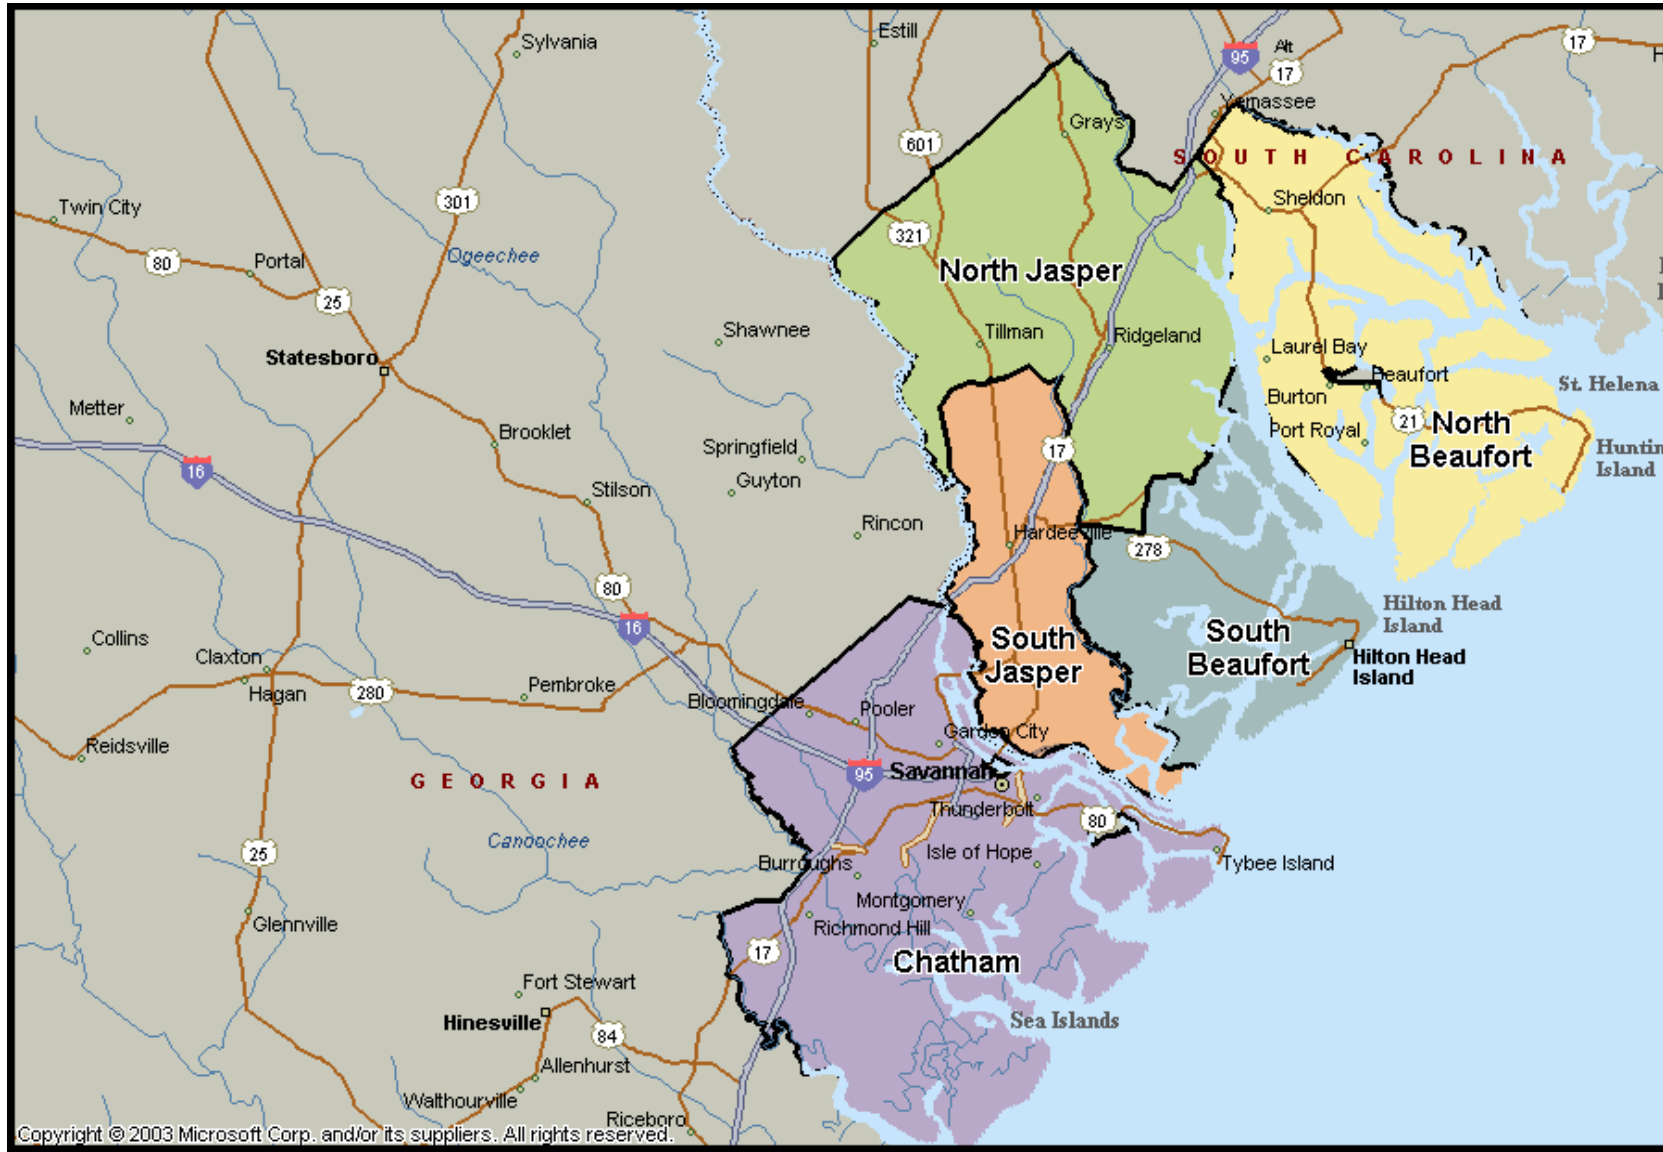 Estill
Sylvania
17
H
95
Alt
17
Yemassee
Grays
601
SOUTH CAROLINA
Sheldon
301
Twin City
321
Ogeechee
80
Portal
North Jasper
25
Shawnee
Tillman
Ridgeland
Laurel Bay
Statesboro
Beaufort
St. Helena
Burton
Metter
21
North
Beaufort
Brooklet
Port Royal
Springfield
17
Huntin
Island
16
Guyton
Stilson
Rincon
Hardeeville
278
80
Hilton Head
Island
16
Collins
South
Jasper
South
Beaufort
Claxton
Hilton Head
Island
Hagan
280
Pembroke
Bloomingdale
Pooler
Garden City
Reidsville
GEORGIA
95
Savannah
Thunderbolt
80
Canoochee
25
Isle of Hope
Burroughs
Tybee Island
Montgomery
Glennville
Richmond Hill
17
Chatham
Fort Stewart
Sea Islands
Hinesville
84
Allenhurst
Walthourville
Riceboro
Copyright © 2003 Microsoft Corp. and/or its suppliers. All rights reserved.